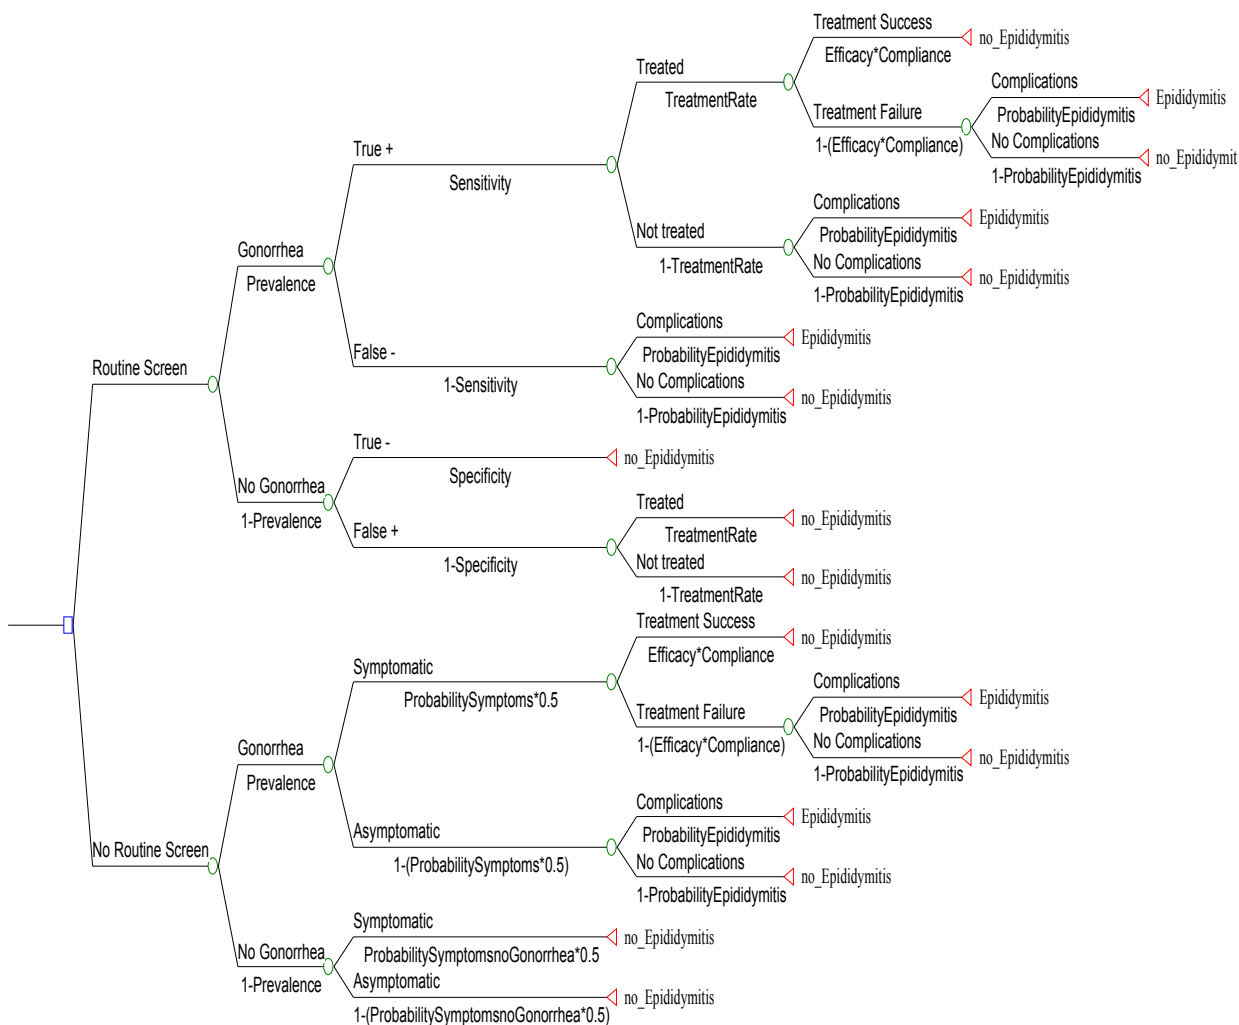 Treatment Success
no_Epididymitis
Efficacy*Compliance
Treated
Complications
TreatmentRate
Epididymitis
Treatment Failure
ProbabilityEpididymitis
No Complications
1-(Efficacy*Compliance)
True +
no_Epididymit
1-ProbabilityEpididymitis
Sensitivity
Complications
Epididymitis
Not treated
ProbabilityEpididymitis
Gonorrhea
No Complications
1-TreatmentRate
no_Epididymitis
Prevalence
1-ProbabilityEpididymitis
Complications
Epididymitis
False -
ProbabilityEpididymitis
Routine Screen
No Complications
1-Sensitivity
no_Epididymitis
1-ProbabilityEpididymitis
True -
no_Epididymitis
Specificity
No Gonorrhea
Treated
1-Prevalence
no_Epididymitis
False +
TreatmentRate
Not treated
1-Specificity
no_Epididymitis
1-TreatmentRate
Treatment Success
no_Epididymitis
Efficacy*Compliance
Symptomatic
Complications
ProbabilitySymptoms*0.5
Epididymitis
Treatment Failure
ProbabilityEpididymitis
No Complications
Gonorrhea
1-(Efficacy*Compliance)
no_Epididymitis
Prevalence
1-ProbabilityEpididymitis
Complications
Epididymitis
Asymptomatic
ProbabilityEpididymitis
No Routine Screen
No Complications
1-(ProbabilitySymptoms*0.5)
no_Epididymitis
1-ProbabilityEpididymitis
Symptomatic
no_Epididymitis
No Gonorrhea
ProbabilitySymptomsnoGonorrhea*0.5
1-Prevalence
Asymptomatic
no_Epididymitis
1-(ProbabilitySymptomsnoGonorrhea*0.5)